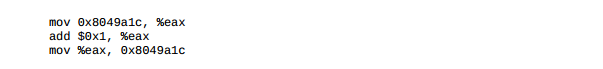 mov 0x8049a1c, %eax
add $0x1, %eax
mov %eax, 0x8049a1c